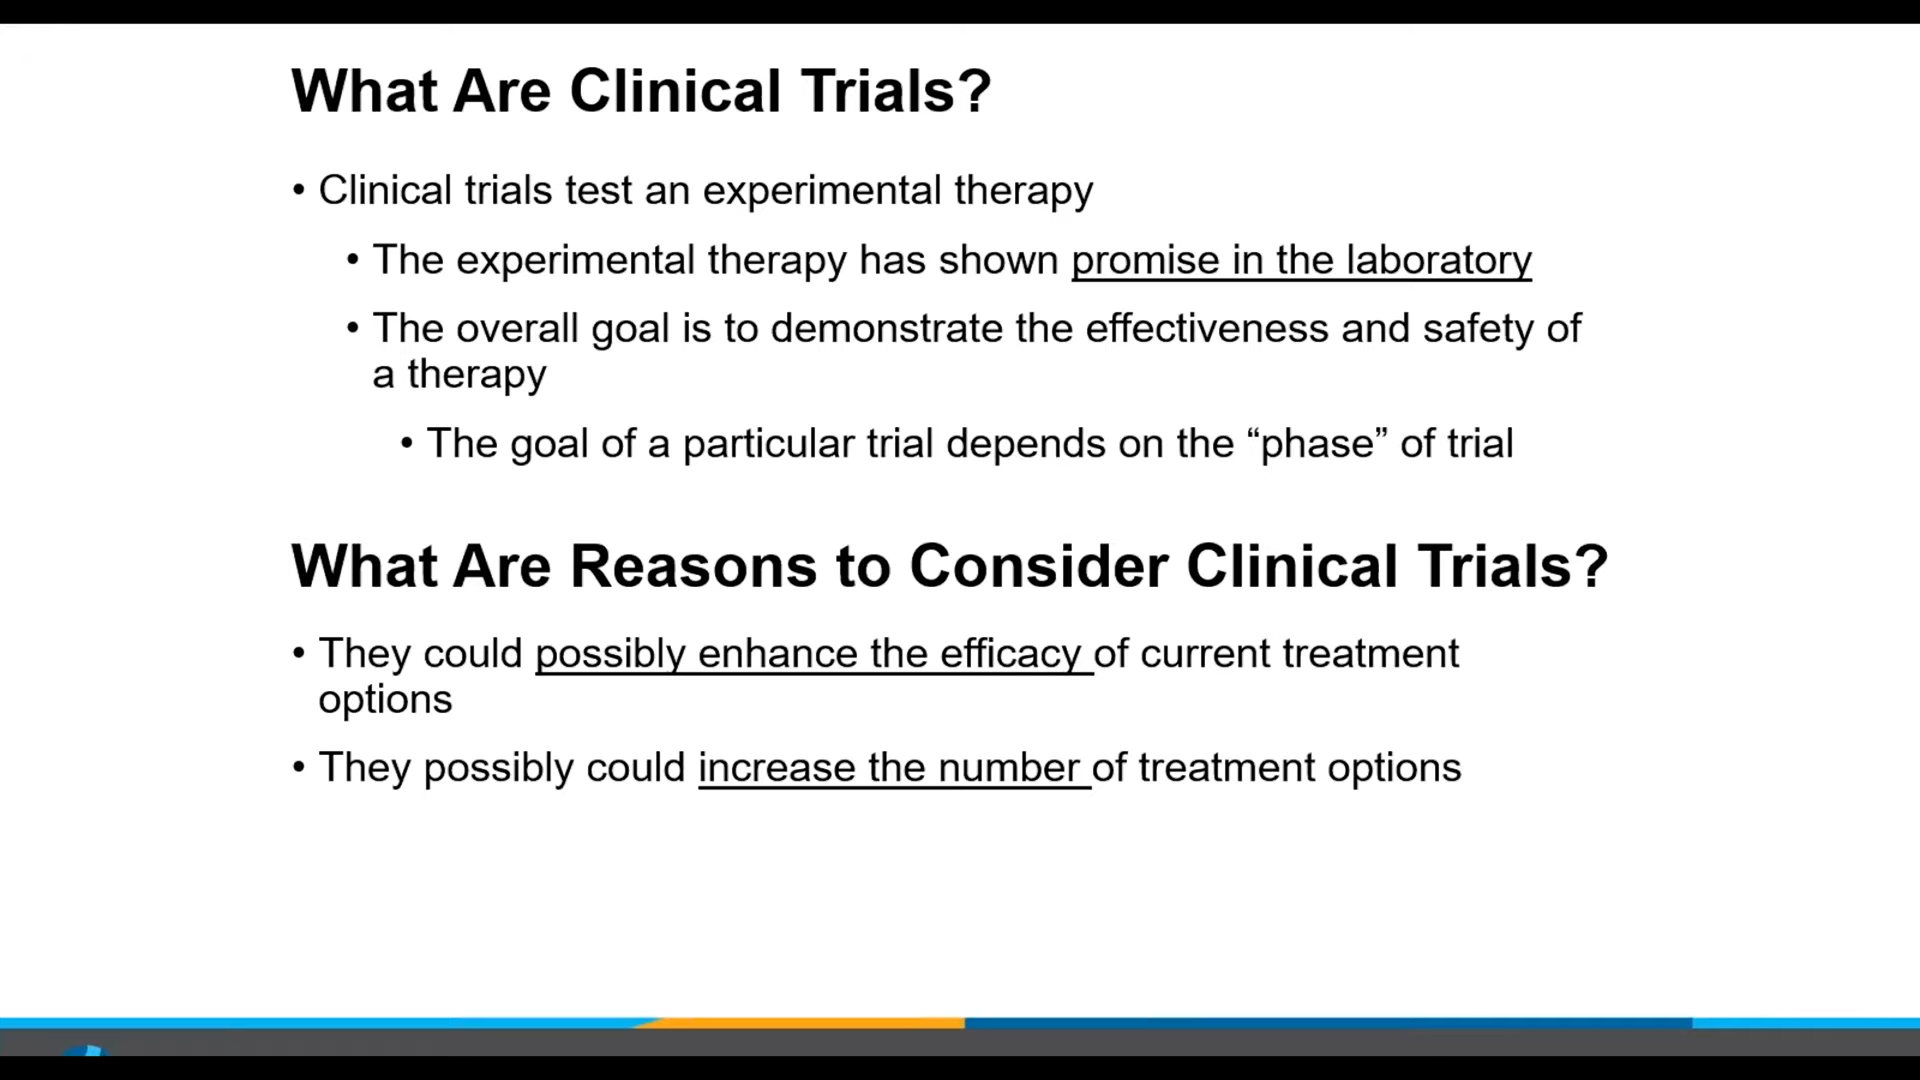 What Are Clinical Trials?
• Clinical trials test an experimental therapy
• The experimental therapy has shown promise in the laboratory
• The overall goal is to demonstrate the effectiveness and safety of
a therapy
• The goal of a particular trial depends on the “phase” of trial
What Are Reasons to Consider Clinical Trials?
• They could possibly enhance the efficacy of current treatment
options
• They possibly could increase the number of treatment options